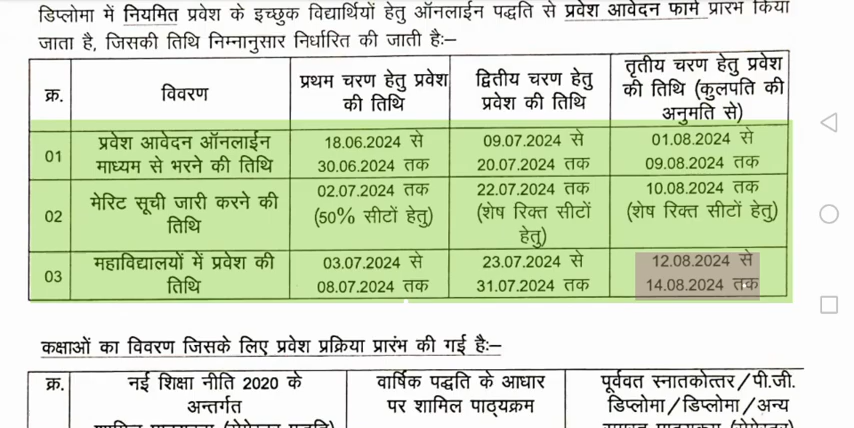 डिप्लोमा में नियमित प्रवेश के इच्छुक विद्यार्थियों हेतु ऑनलाईन पद्धति से प्रवेश आवेदन फार्म प्रारंभ किया
जाता है, जिसकी तिथि निम्नानुसार निर्धारित की जाती है:–
क्र. विवरण प्रथम चरण हेतु प्रवेश की तिथि द्वितीय चरण हेतु प्रवेश की तिथि तृतीय चरण हेतु प्रवेश की तिथि (कुलपति की अनुमति से)
01 प्रवेश आवेदन ऑनलाईन माध्यम से भरने की तिथि 18.06.2024 से 30.06.2024 तक 09.07.2024 से 20.07.2024 तक 01.08.2024 से 09.08.2024 तक
02 मेरिट सूची जारी करने की तिथि 02.07.2024 तक (50% सीटों हेतु) 22.07.2024 तक (शेष रिक्त सीटों हेतु) 10.08.2024 तक (शेष रिक्त सीटों हेतु)
03 महाविद्यालयों में प्रवेश की तिथि 03.07.2024 से 08.07.2024 तक 23.07.2024 से 31.07.2024 तक 12.08.2024 से 14.08.2024 तक
कक्षाओं का विवरण जिसके लिए प्रवेश प्रक्रिया प्रारंभ की गई है:–
क्र. नई शिक्षा नीति 2020 के अन्तर्गत वार्षिक पद्धति के आधार पर शामिल पाठ्यक्रम पूर्ववत स्नातकोत्तर/पी.जी. डिप्लोमा/डिप्लोमा/अन्य